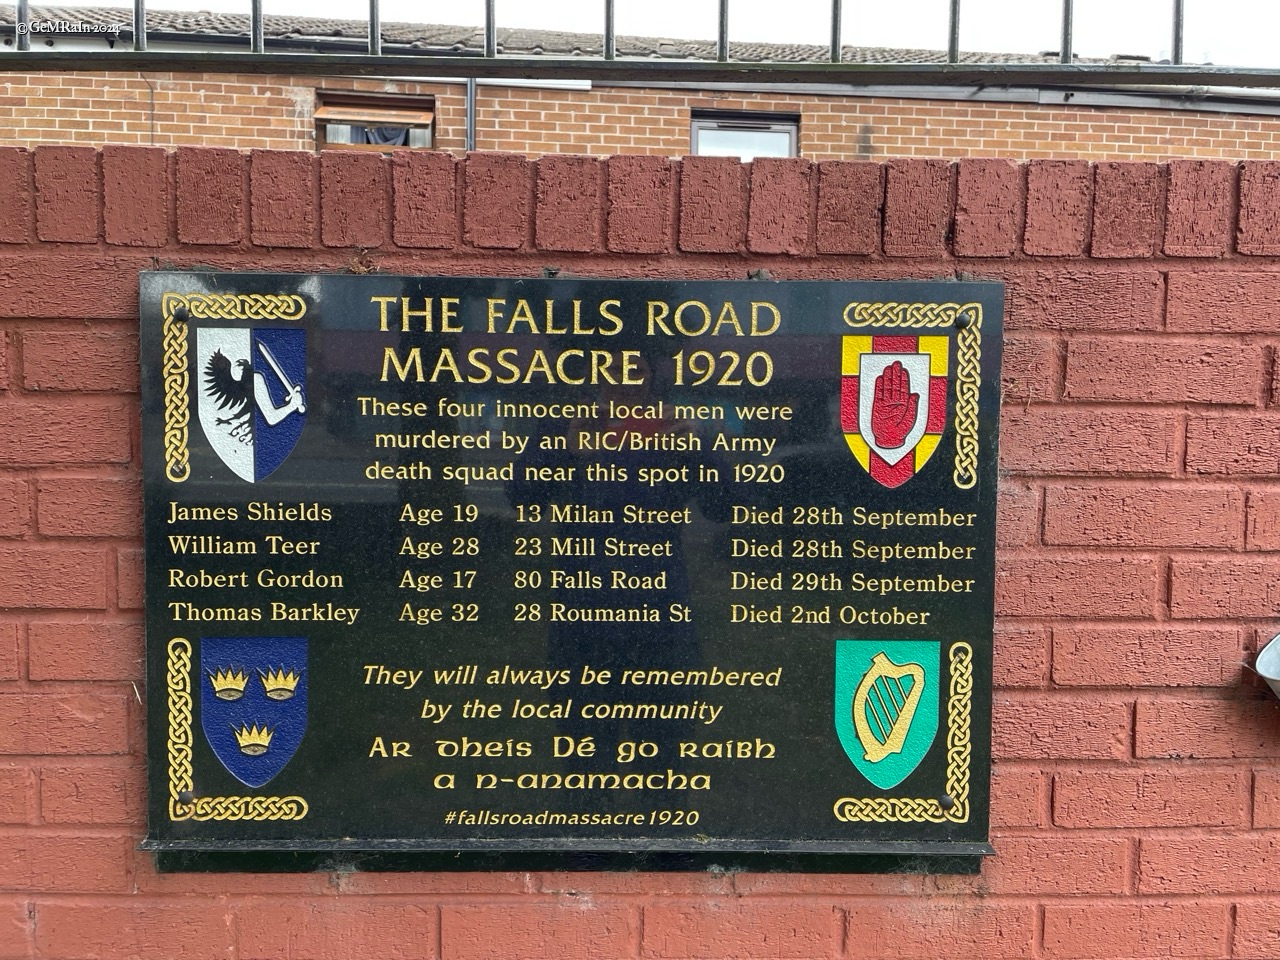 ©GeMRaIn2024
THE FALLS ROAD
MASSACRE 1920
These four innocent local men were
murdered by an RIC/British Army
death squad near this spot in 1920
James Shields Age 19 13 Milan Street Died 28th September
William Teer Age 28 23 Mill Street Died 28th September
Robert Gordon Age 17 80 Falls Road Died 29th September
Thomas Barkley Age 32 28 Roumania St Died 2nd October
They will always be remembered
by the local community
Ar dheis Dé go raibh
a n-anamacha
#fallsroadmassacre1920